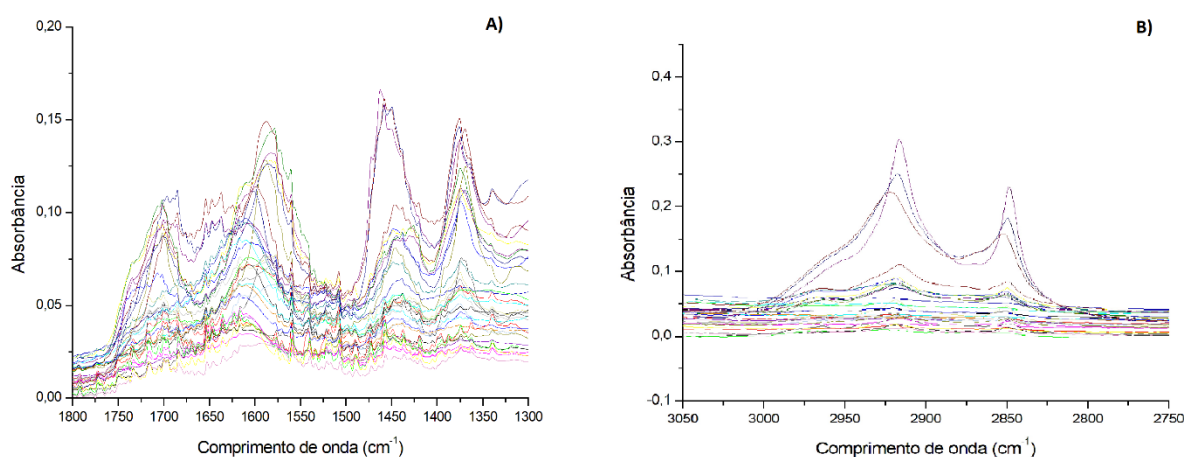 A)
Absorbância
0,20
0,15
0,10
0,05
0,00
1800 1750 1700 1650 1600 1550 1500 1450 1400 1350 1300
Comprimento de onda (cm-1)
B)
Absorbância
0,4
0,3
0,2
0,1
0,0
-0,1
3050 3000 2950 2900 2850 2800 2750
Comprimento de onda (cm-1)